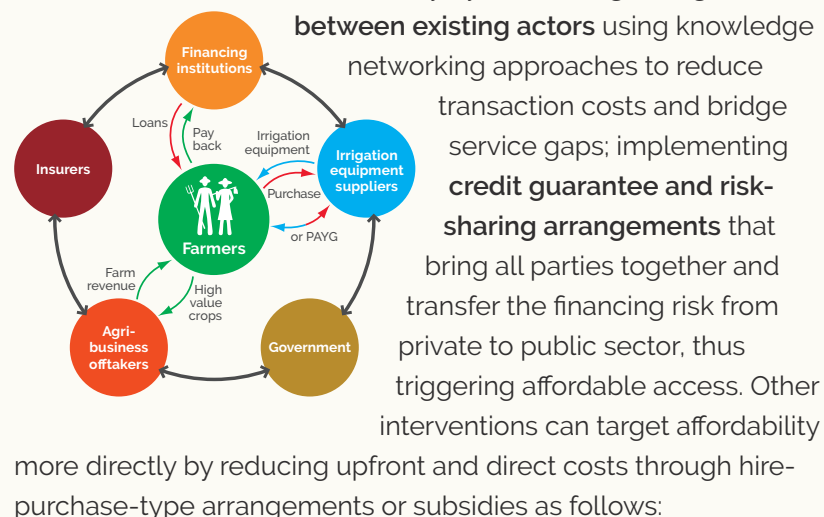 between existing actors using knowledge
networking approaches to reduce
transaction costs and bridge
service gaps; implementing
credit guarantee and risk-
sharing arrangements that
bring all parties together and
transfer the financing risk from
private to public sector, thus
triggering affordable access. Other
interventions can target affordability
more directly by reducing upfront and direct costs through hire-
purchase-type arrangements or subsidies as follows:
Financing
institutions
Loans
Pay
back
Irrigation
equipment
Insurers
Irrigation
equipment
suppliers
Purchase
or PAYG
Farmers
Farm
revenue
High
value
crops
Agri-
business
offtakers
Government